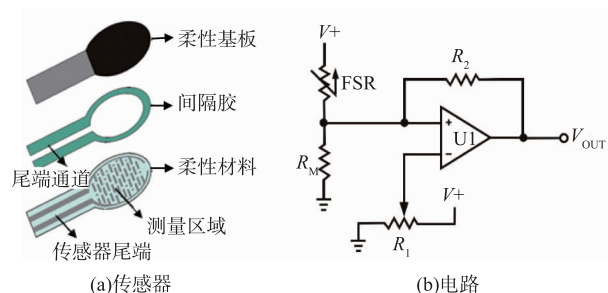 柔性基板
间隔胶
尾端通道
柔性材料
测量区域
传感器尾端
(a)传感器
V+
FSR
R2
+
U1
−
VOUT
RM
V+
R1
(b)电路